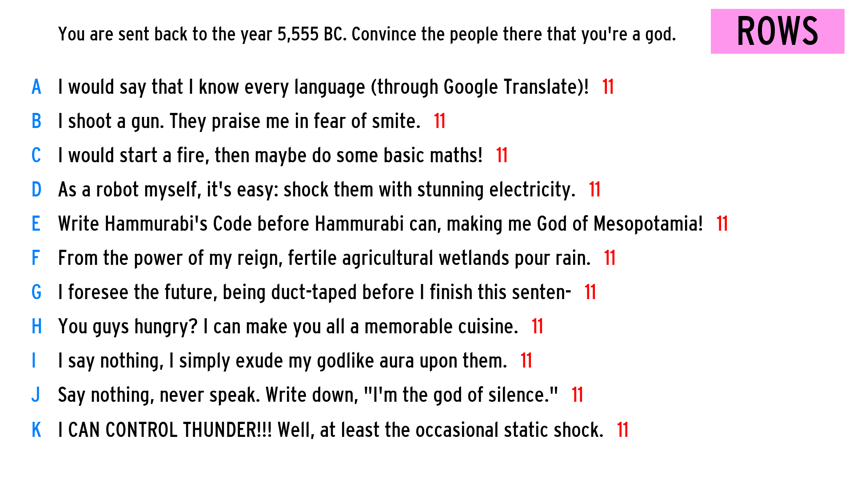 You are sent back to the year 5,555 BC. Convince the people there that you're a god.
ROWS
A I would say that I know every language (through Google Translate)! 11
B I shoot a gun. They praise me in fear of smite. 11
C I would start a fire, then maybe do some basic maths! 11
D As a robot myself, it's easy: shock them with stunning electricity. 11
E Write Hammurabi's Code before Hammurabi can, making me God of Mesopotamia! 11
F From the power of my reign, fertile agricultural wetlands pour rain. 11
G I foresee the future, being duct-taped before I finish this senten- 11
H You guys hungry? I can make you all a memorable cuisine. 11
I I say nothing, I simply exude my godlike aura upon them. 11
J Say nothing, never speak. Write down, "I'm the god of silence." 11
K I CAN CONTROL THUNDER!!! Well, at least the occasional static shock. 11